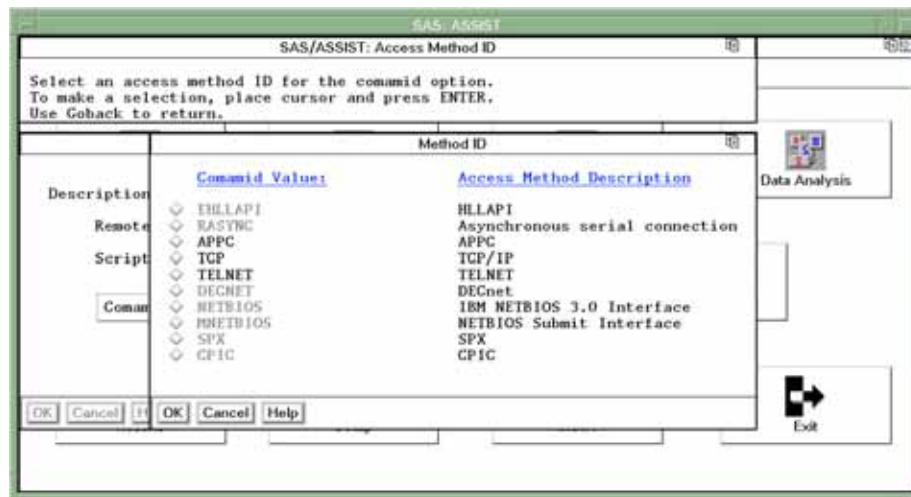 SAS: ASSIST
SAS/ASSIST: Access Method ID
Select an access method ID for the comamid option.
To make a selection, place cursor and press ENTER.
Use Goback to return.
Method ID
Comamid Value: Access Method Description
EHLLAPI HLLAPI
RASYNC Asynchronous serial connection
APPC APPC
TCP TCP/IP
TELNET TELNET
DECNET DECnet
NETBIOS IBM NETBIOS 3.0 Interface
MNETBIOS NETBIOS Submit Interface
SPX SPX
CPIC CPIC
OK Cancel Help
Description
Remote
Script
Comam
OK Cancel H
Data Analysis
Exit